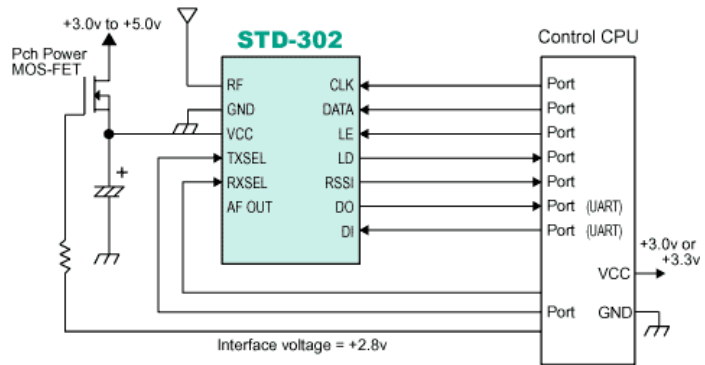 +3.0v to +5.0v
Pch Power
MOS-FET
STD-302
Control CPU
RF
CLK
Port
GND
DATA
Port
VCC
LE
Port
TXSEL
LD
Port
RXSEL
RSSI
Port
AF OUT
DO
Port (UART)
DI
Port (UART)
+3.0v or
+3.3v
VCC
Port
GND
Interface voltage = +2.8v